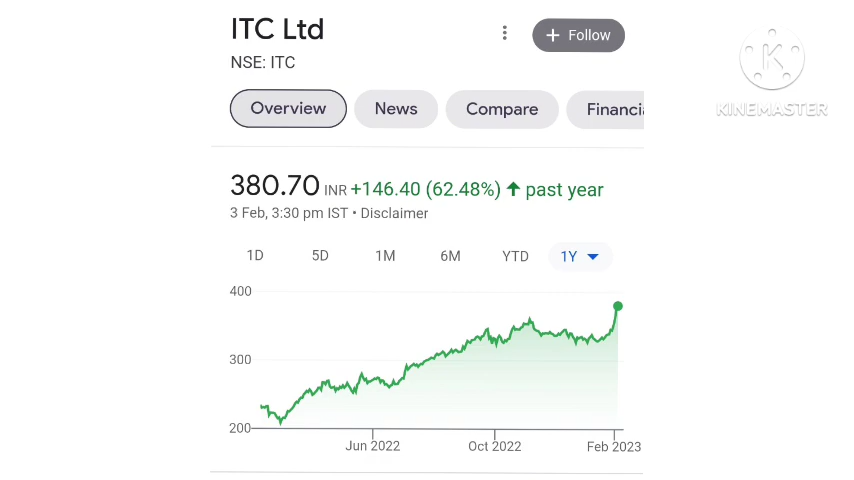 ITC Ltd
+ Follow
NSE: ITC
Overview News Compare Financia
380.70 INR +146.40 (62.48%) ↑ past year
3 Feb, 3:30 pm IST • Disclaimer
1D 5D 1M 6M YTD 1Y
400
300
200
Jun 2022 Oct 2022 Feb 2023
K
KINEMASTER